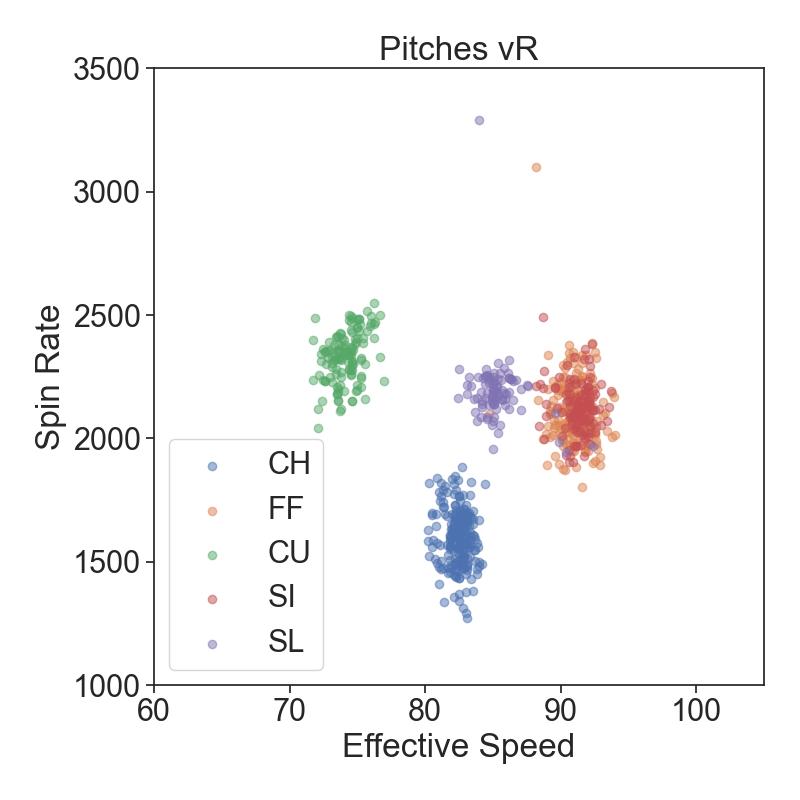 Pitches vR
3500
3000
2500
2000
1500
1000
Spin Rate
CH
FF
CU
SI
SL
60 70 80 90 100
Effective Speed